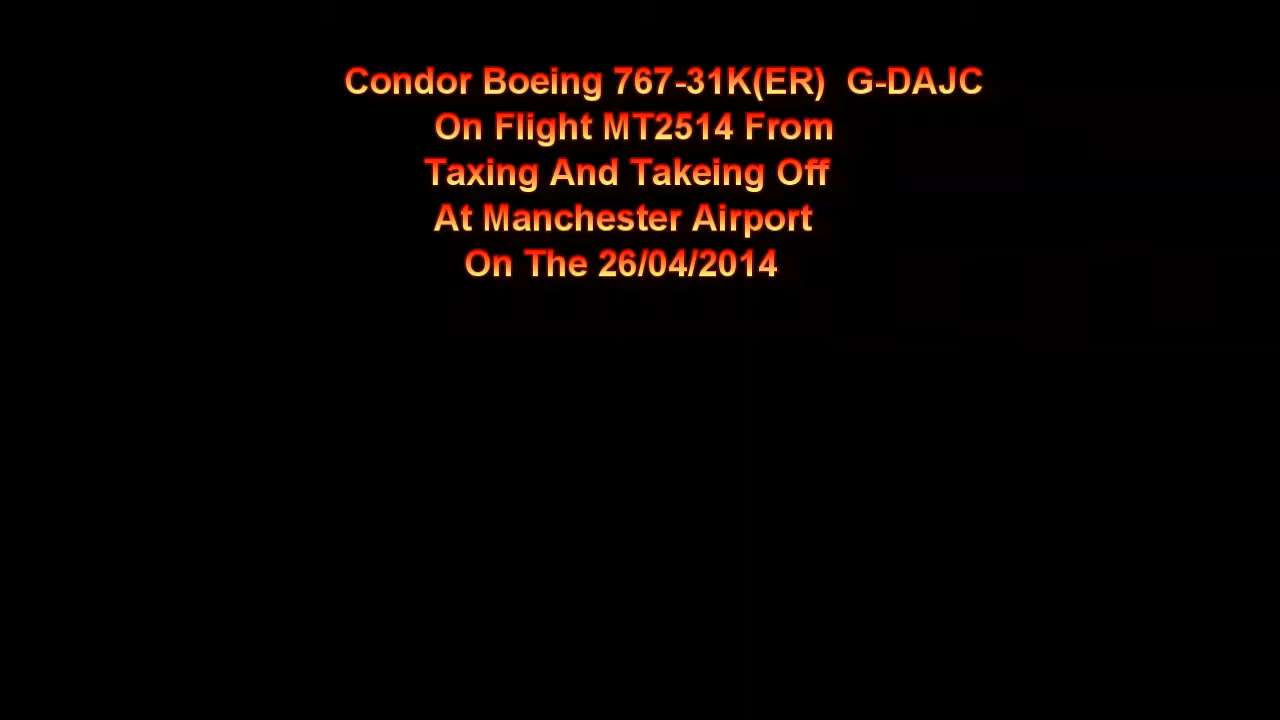 Condor Boeing 767-31K(ER)  G-DAJC
On Flight MT2514 From
Taxing And Takeing Off
At Manchester Airport
On The 26/04/2014